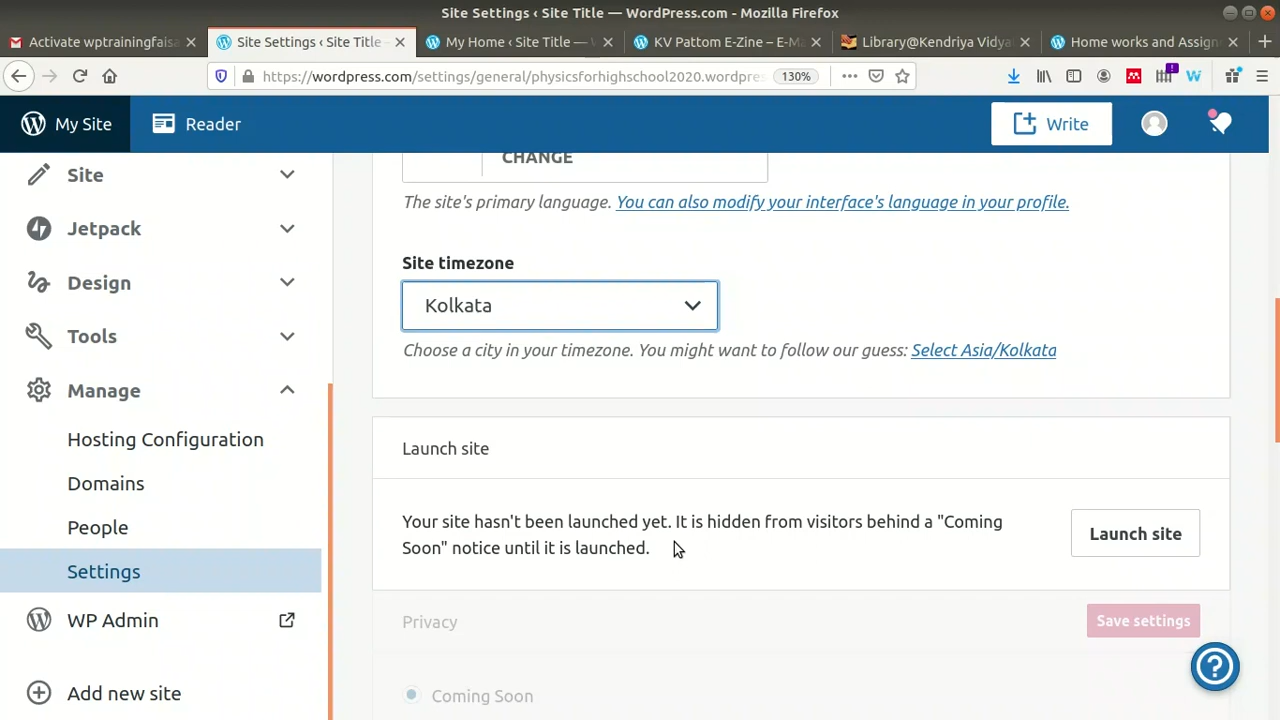 Site Settings ‹ Site Title — WordPress.com - Mozilla Firefox
Activate wptrainingfaisa
Site Settings ‹ Site Title –
My Home ‹ Site Title —
KV Pattom E-Zine – E-Ma
Library@Kendriya Vidya
Home works and Assign
https://wordpress.com/settings/general/physicsforhighschool2020.wordpres
130%
My Site
Reader
Write
Site
Jetpack
Design
Tools
Manage
Hosting Configuration
Domains
People
Settings
WP Admin
Add new site
CHANGE
The site's primary language. You can also modify your interface's language in your profile.
Site timezone
Kolkata
Choose a city in your timezone. You might want to follow our guess: Select Asia/Kolkata
Launch site
Your site hasn't been launched yet. It is hidden from visitors behind a "Coming
Soon" notice until it is launched.
Launch site
Privacy
Save settings
Coming Soon